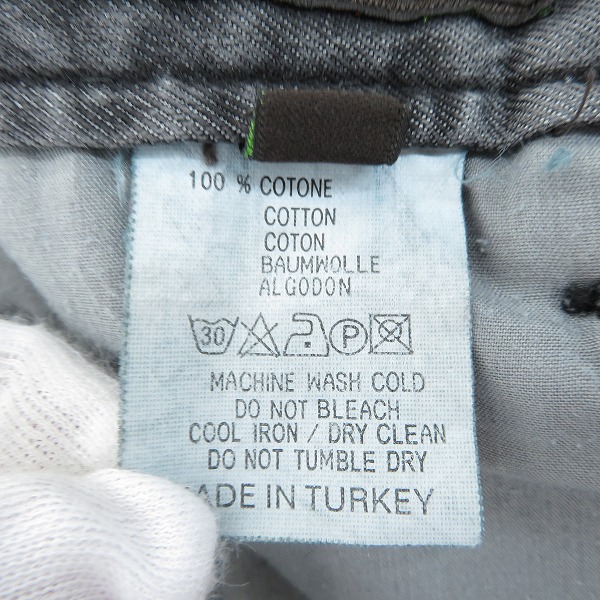 100 % COTONE
COTTON
COTON
BAUMWOLLE
ALGODON
30 P
MACHINE WASH COLD
DO NOT BLEACH
COOL IRON / DRY CLEAN
DO NOT TUMBLE DRY
ADE IN TURKEY